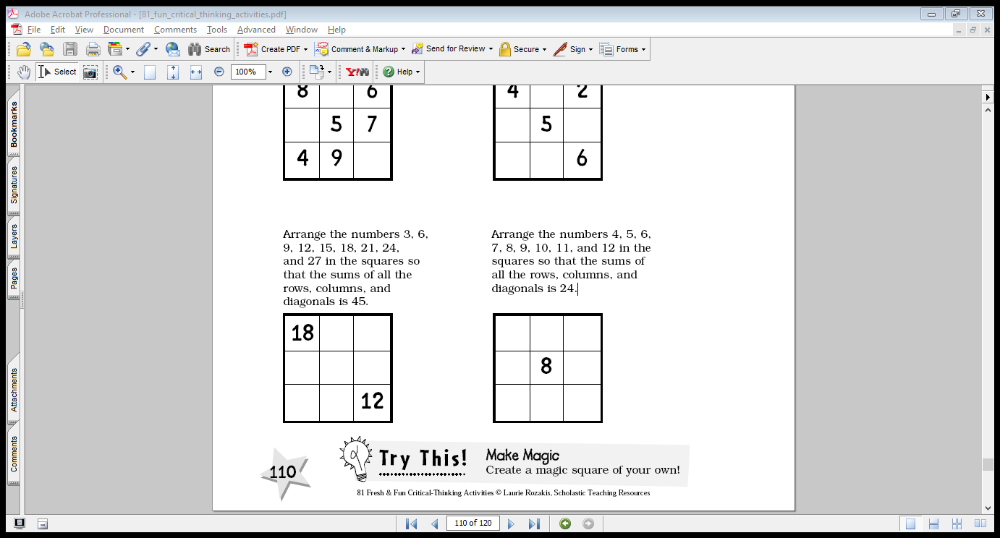 Adobe Acrobat Professional - [81_fun_critical_thinking_activities.pdf]
File Edit View Document Comments Tools Advanced Window Help
Search Create PDF Comment & Markup Send for Review Secure Sign Forms
Select 100% Y! Help
Bookmarks
Signatures
Layers
Pages
Attachments
Comments
8 6
5 7
4 9
4 2
5
6
Arrange the numbers 3, 6,
9, 12, 15, 18, 21, 24,
and 27 in the squares so
that the sums of all the
rows, columns, and
diagonals is 45.
18
12
Arrange the numbers 4, 5, 6,
7, 8, 9, 10, 11, and 12 in the
squares so that the sums of
all the rows, columns, and
diagonals is 24.
8
110
Try This!
Make Magic
Create a magic square of your own!
81 Fresh & Fun Critical-Thinking Activities © Laurie Rozakis, Scholastic Teaching Resources
110 of 120